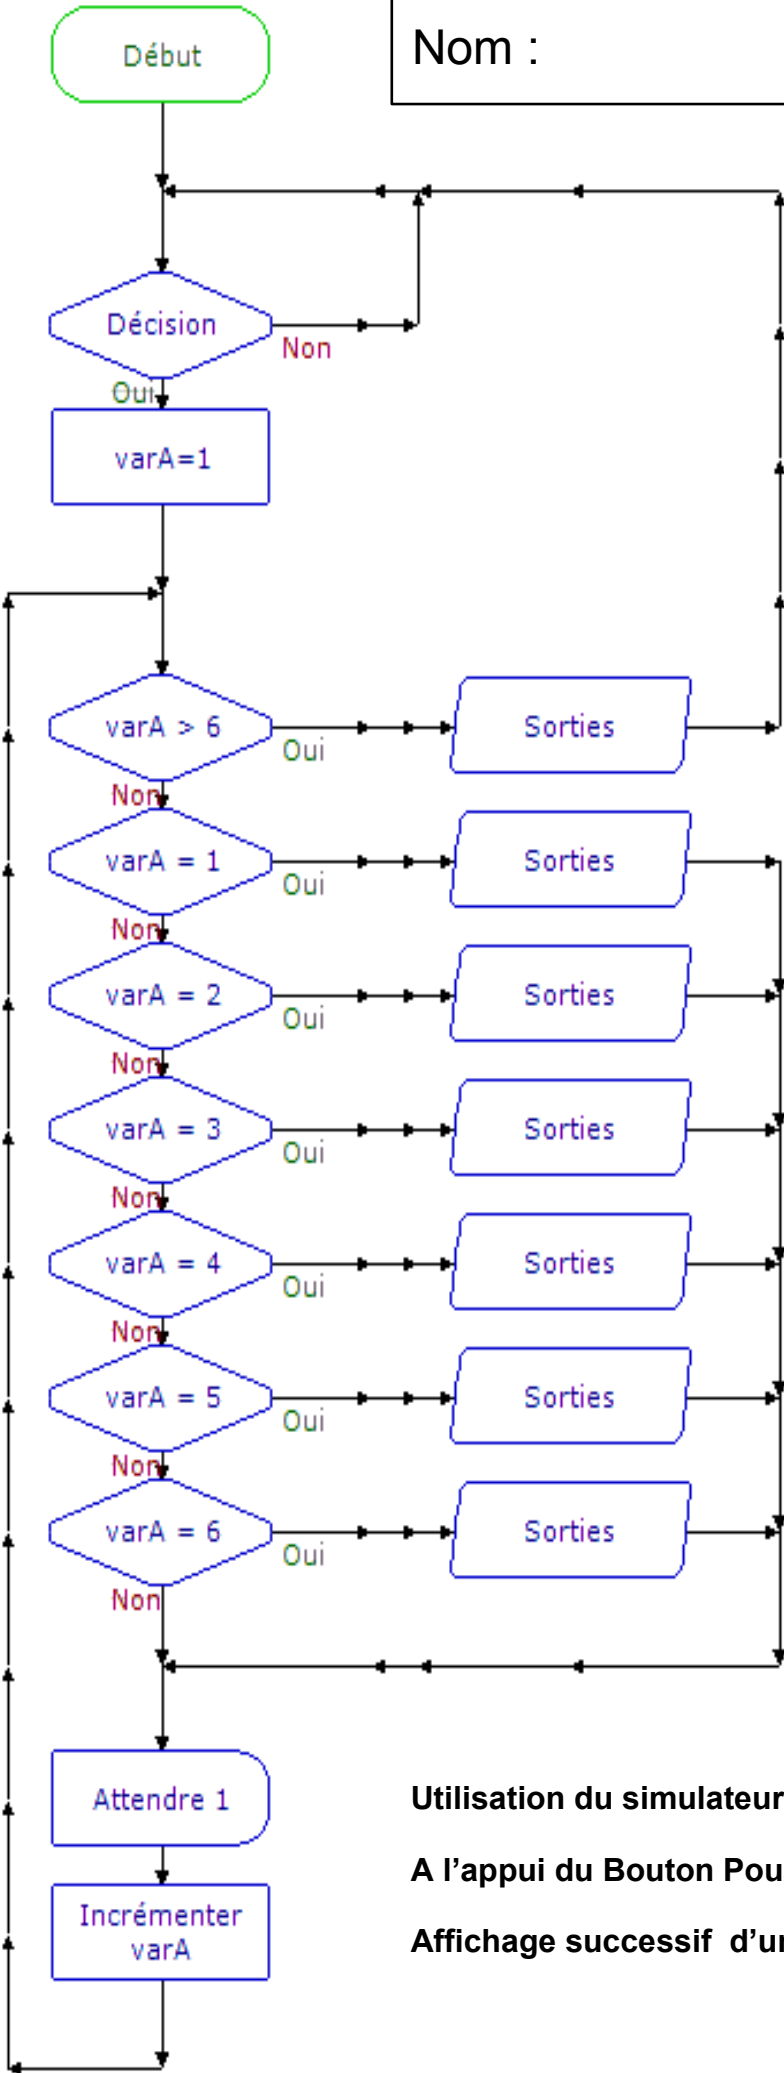 Début
Nom :
Décision
Non
Oui
varA=1
varA > 6
Oui
Sorties
Non
varA = 1
Oui
Sorties
Non
varA = 2
Oui
Sorties
Non
varA = 3
Oui
Sorties
Non
varA = 4
Oui
Sorties
Non
varA = 5
Oui
Sorties
Non
varA = 6
Oui
Sorties
Non
Attendre 1
Utilisation du simulateur
A l’appui du Bouton Pou
Incrémenter
varA
Affichage successif d’un